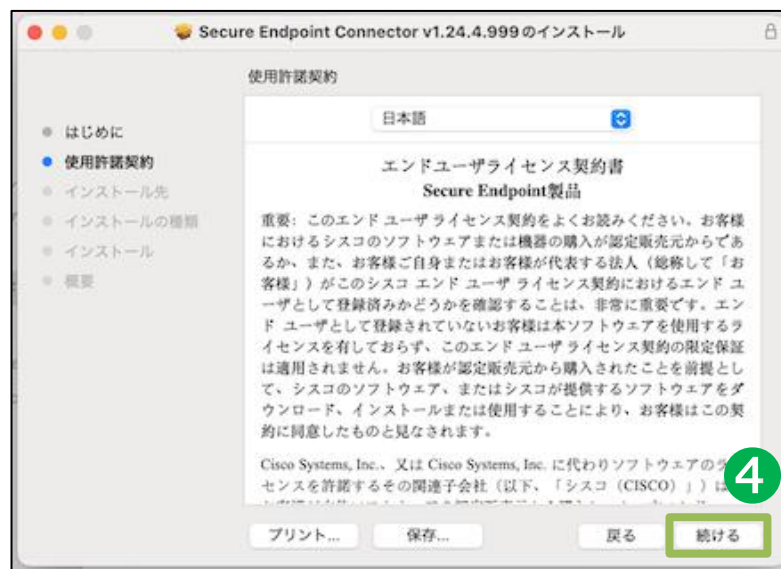 Secure Endpoint Connector v1.24.4.999のインストール
使用許諾契約
はじめに
使用許諾契約
インストール先
インストールの種類
インストール
概要
日本語
エンドユーザライセンス契約書
Secure Endpoint製品
重要: このエンド ユーザ ライセンス契約をよくお読みください。お客様
におけるシスコのソフトウェアまたは機器の購入が認定販売元からであ
るか、また、お客様ご自身またはお客様が代表する法人（総称して「お
客様」）がこのシスコ エンド ユーザ ライセンス契約におけるエンド ユ
ーザとして登録済みかどうかを確認することは、非常に重要です。エン
ド ユーザとして登録されていないお客様は本ソフトウェアを使用するラ
イセンスを有しておらず、このエンド ユーザ ライセンス契約の限定保証
は適用されません。お客様が認定販売元から購入されたことを前提とし
て、シスコのソフトウェア、またはシスコが提供するソフトウェアをダ
ウンロード、インストールまたは使用することにより、お客様はこの契
約に同意したものと見なされます。
Cisco Systems, Inc.、又は Cisco Systems, Inc. に代わりソフトウェアのラ
センスを許諾するその関連子会社（以下、「シスコ（CISCO）」）は
4
プリント...
保存...
戻る
続ける